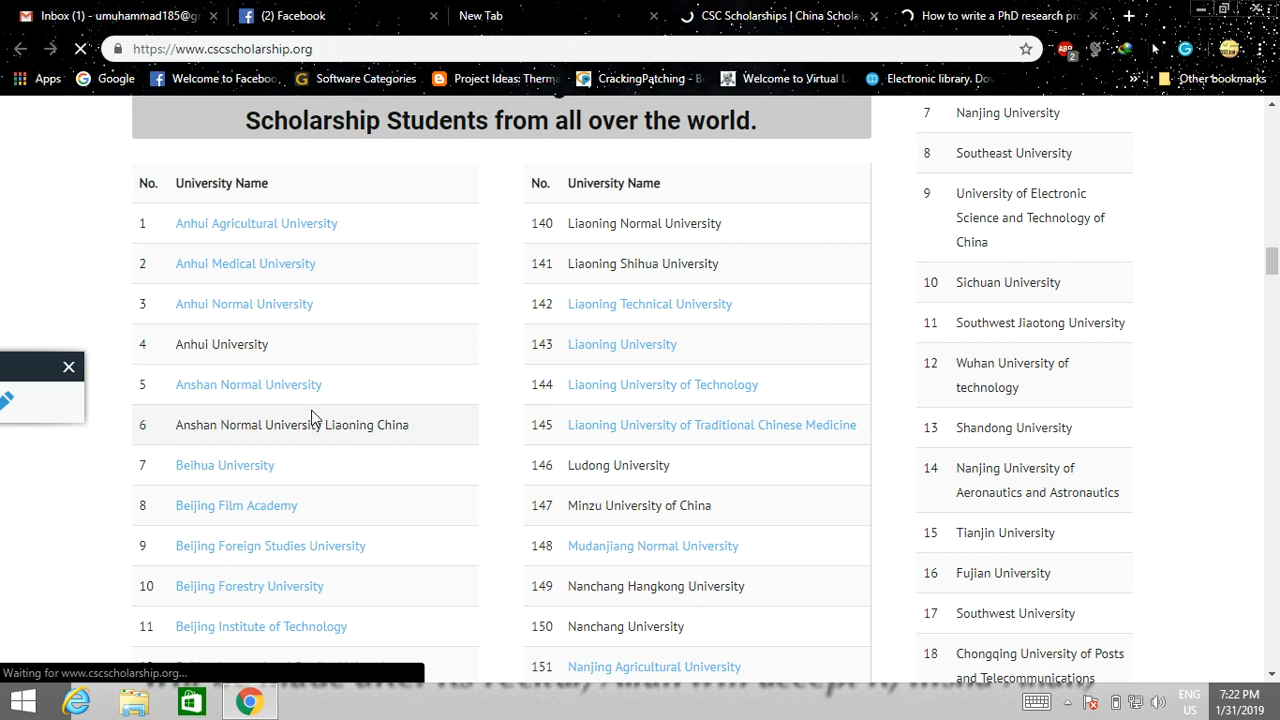 Inbox (1) - umuhammad185@g
(2) Facebook
New Tab
CSC Scholarships | China Schola
How to write a PhD research pr
https://www.cscscholarship.org
2
Apps
Google
Welcome to Faceboo
Software Categories
Project Ideas: Therma
CrackingPatching - B
Welcome to Virtual L
Electronic library. Do
Other bookmarks
Scholarship Students from all over the world.
No. University Name
1 Anhui Agricultural University
2 Anhui Medical University
3 Anhui Normal University
4 Anhui University
5 Anshan Normal University
6 Anshan Normal University Liaoning China
7 Beihua University
8 Beijing Film Academy
9 Beijing Foreign Studies University
10 Beijing Forestry University
11 Beijing Institute of Technology
No. University Name
140 Liaoning Normal University
141 Liaoning Shihua University
142 Liaoning Technical University
143 Liaoning University
144 Liaoning University of Technology
145 Liaoning University of Traditional Chinese Medicine
146 Ludong University
147 Minzu University of China
148 Mudanjiang Normal University
149 Nanchang Hangkong University
150 Nanchang University
151 Nanjing Agricultural University
7 Nanjing University
8 Southeast University
9 University of Electronic
Science and Technology of
China
10 Sichuan University
11 Southwest Jiaotong University
12 Wuhan University of
technology
13 Shandong University
14 Nanjing University of
Aeronautics and Astronautics
15 Tianjin University
16 Fujian University
17 Southwest University
18 Chongqing University of Posts
and Telecommunications
Waiting for www.cscscholarship.org...
ENG
US
7:22 PM
1/31/2019